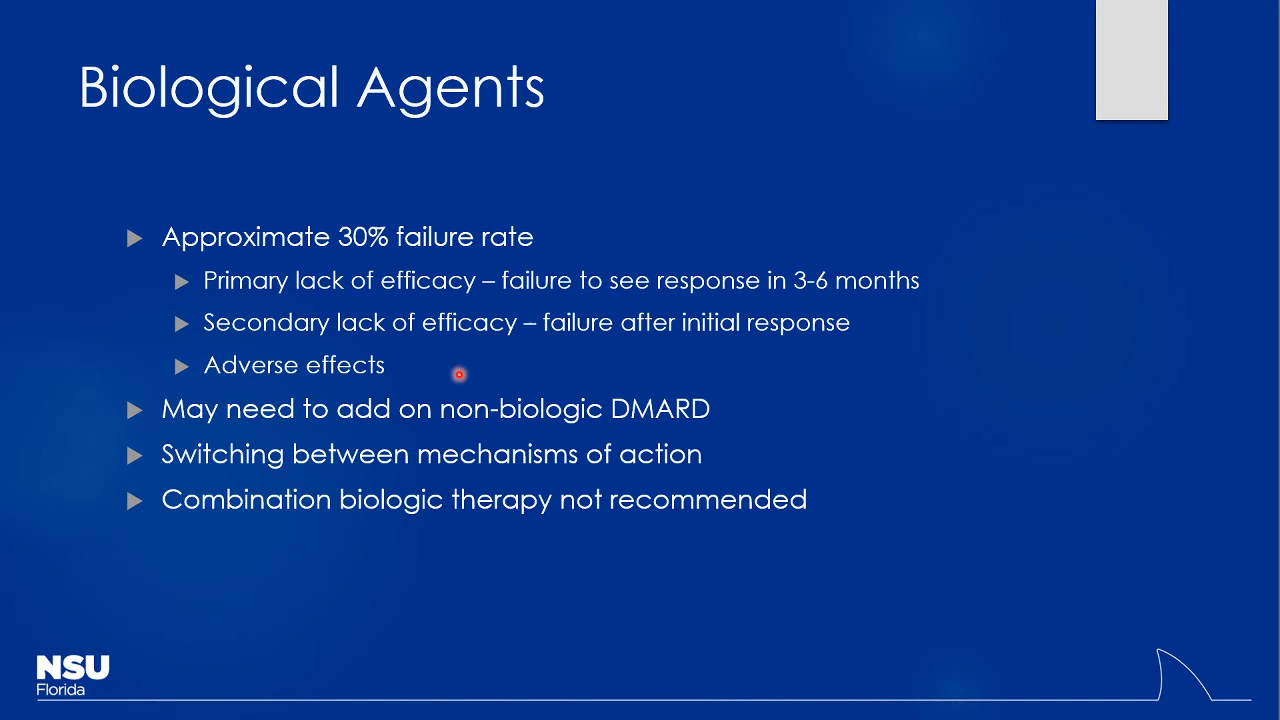 Biological Agents
Approximate 30% failure rate
Primary lack of efficacy – failure to see response in 3-6 months
Secondary lack of efficacy – failure after initial response
Adverse effects
May need to add on non-biologic DMARD
Switching between mechanisms of action
Combination biologic therapy not recommended
NSU
Florida